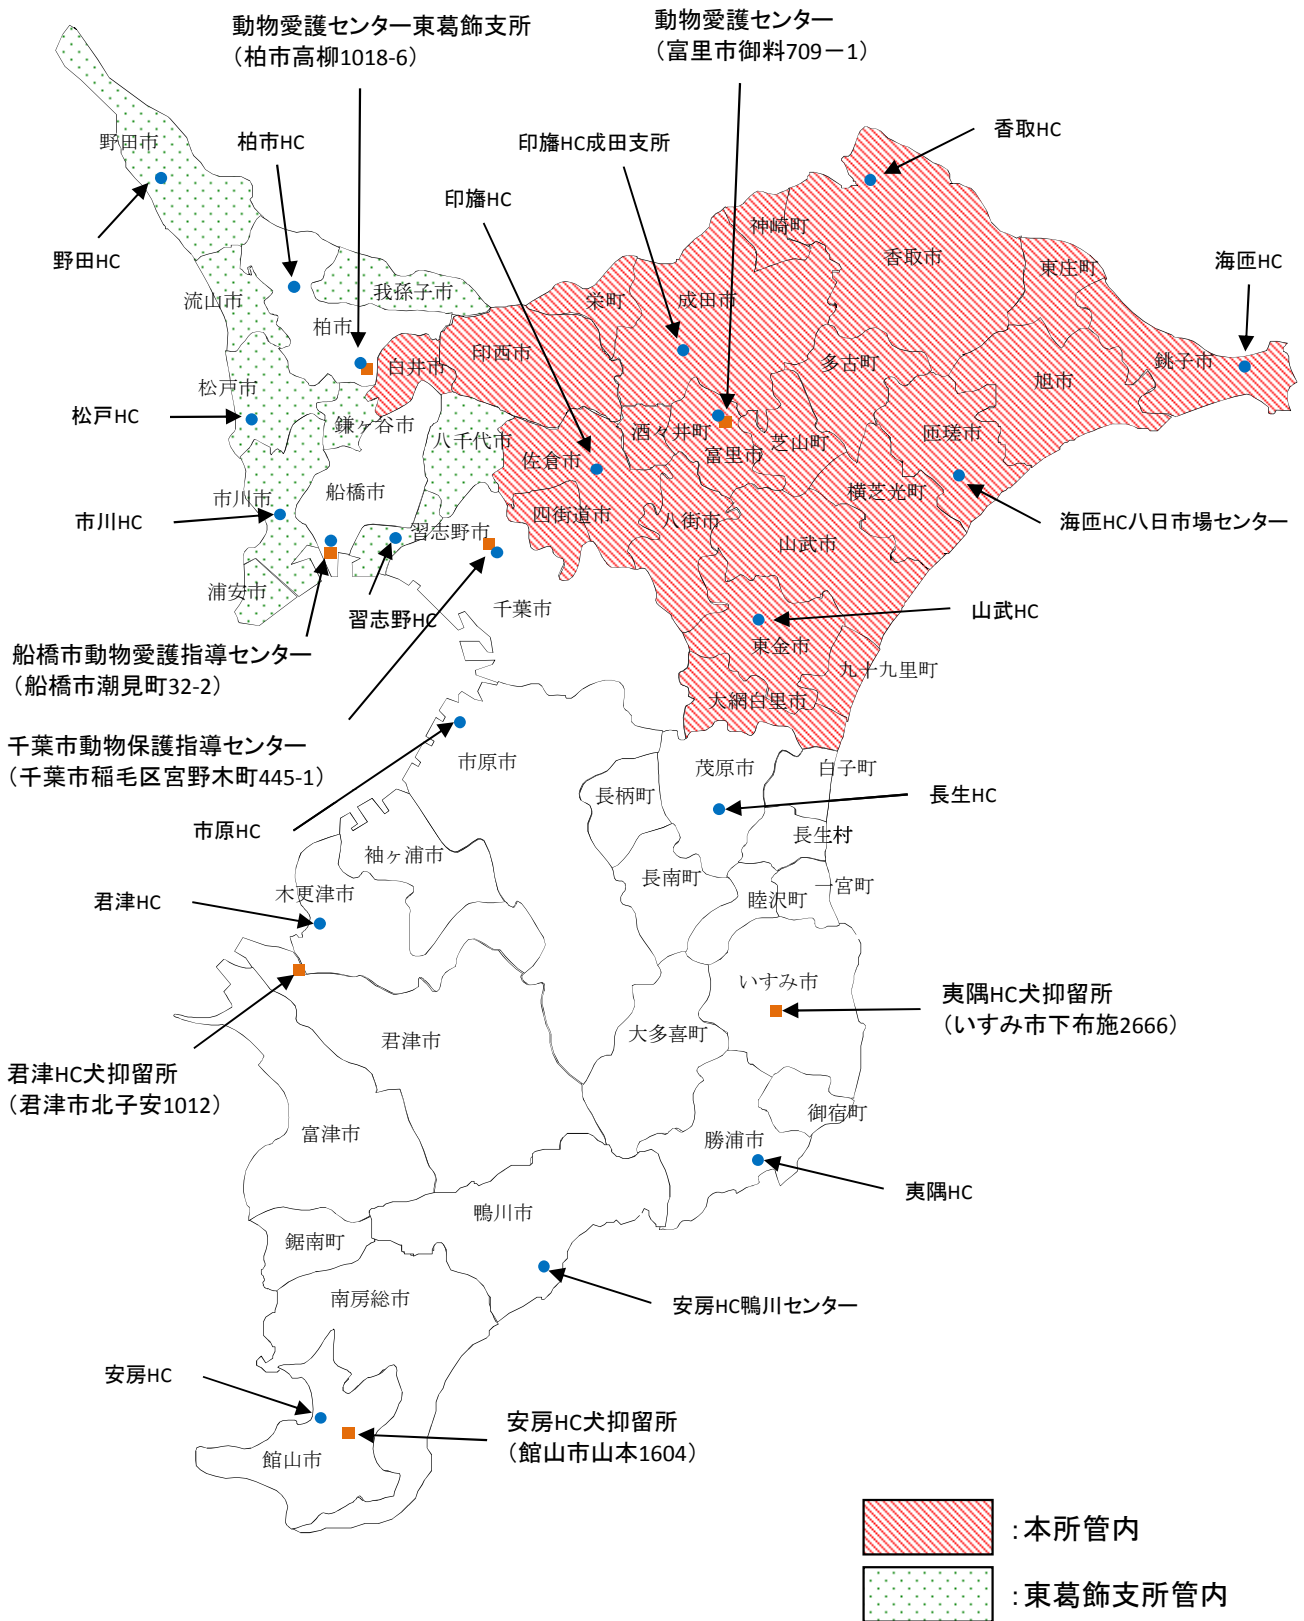 動物愛護センター東葛飾支所
（柏市高柳1018-6）
動物愛護センター
（富里市御料709－1）
野田市
柏市HC
印旛HC成田支所
香取HC
印旛HC
神崎町
香取市
野田HC
東庄町
海匝HC
流山市
我孫子市
栄町
成田市
柏市
印西市
白井市
多古町
銚子市
旭市
松戸市
松戸HC
鎌ヶ谷市
八千代市
酒々井町
富里市
芝山町
匝瑳市
佐倉市
船橋市
市川市
横芝光町
市川HC
四街道市
八街市
海匝HC八日市場センター
習志野市
山武市
浦安市
千葉市
習志野HC
山武HC
東金市
船橋市動物愛護指導センター
（船橋市潮見町32-2）
九十九里町
大網白里市
千葉市動物保護指導センター
（千葉市稲毛区宮野木町445-1）
市原市
茂原市
白子町
長柄町
長生HC
市原HC
長生村
袖ヶ浦市
長南町
一宮町
木更津市
睦沢町
君津HC
いすみ市
夷隅HC犬抑留所
（いすみ市下布施2666）
大多喜町
君津市
君津HC犬抑留所
（君津市北子安1012）
御宿町
富津市
勝浦市
夷隅HC
鴨川市
鋸南町
南房総市
安房HC鴨川センター
安房HC
安房HC犬抑留所
（館山市山本1604）
館山市
：本所管内
：東葛飾支所管内